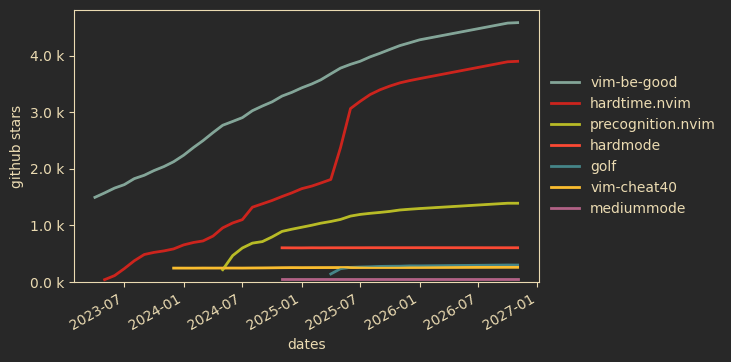 4.0 k
3.0 k
2.0 k
1.0 k
0.0 k
github stars
2023-07
2024-01
2024-07
2025-01
2025-07
2026-01
2026-07
2027-01
dates
vim-be-good
hardtime.nvim
precognition.nvim
hardmode
golf
vim-cheat40
mediummode